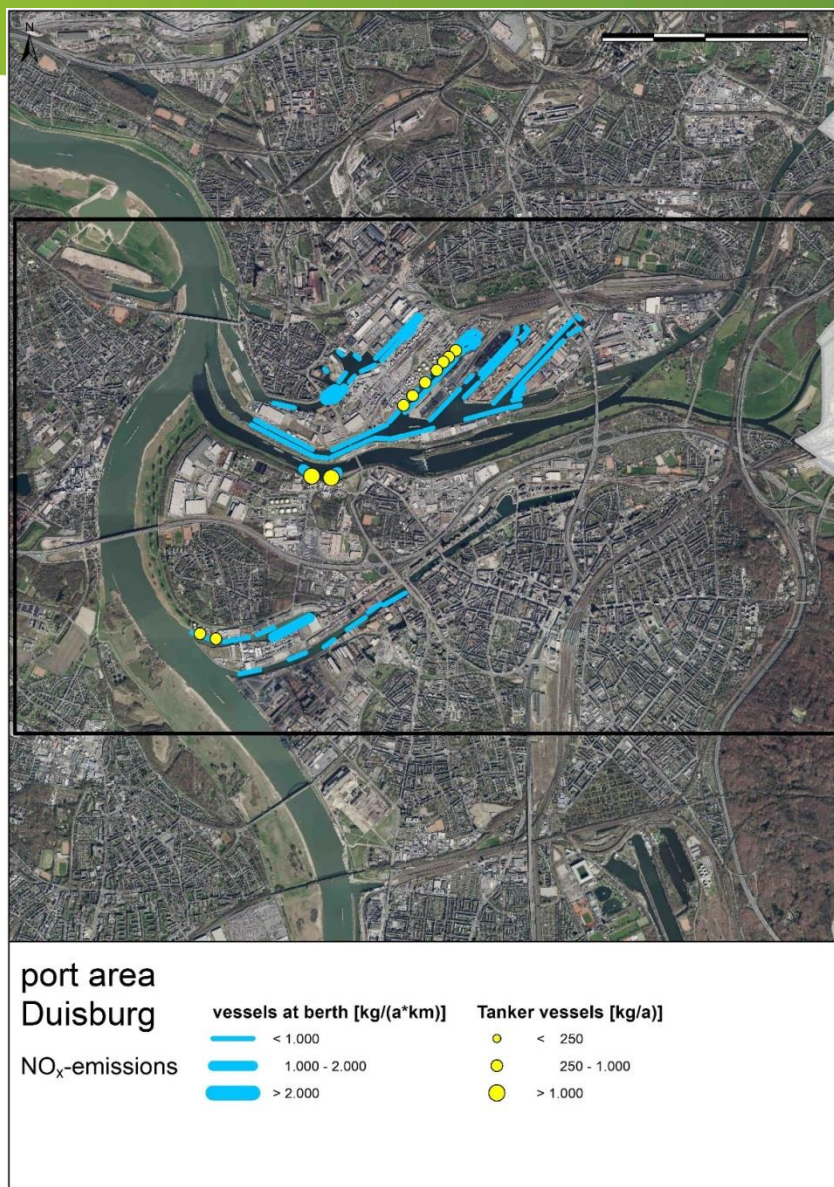 N
port area
Duisburg
NOₓ-emissions
vessels at berth [kg/(a*km)]
< 1.000
1.000 - 2.000
> 2.000
Tanker vessels [kg/a)]
< 250
250 - 1.000
> 1.000